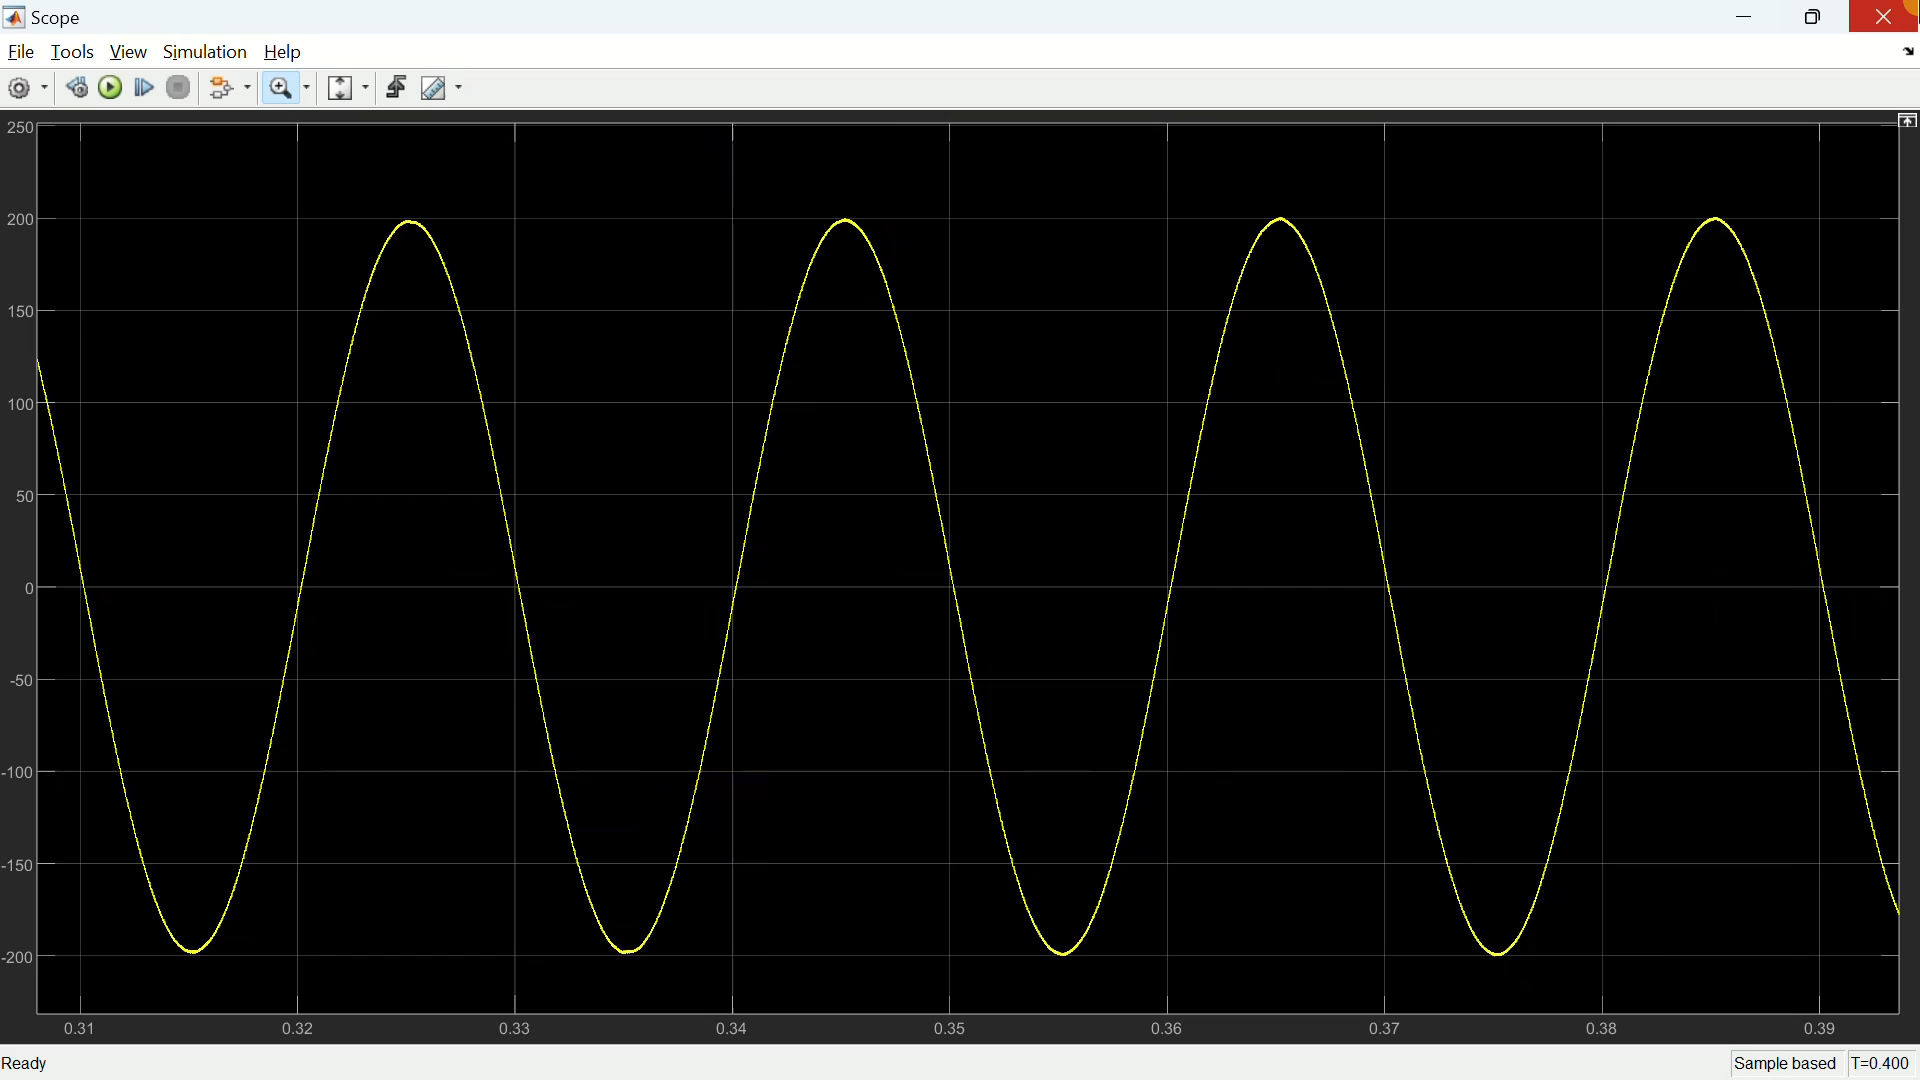 Scope
File Tools View Simulation Help
250
200
150
100
50
0
-50
-100
-150
-200
0.31 0.32 0.33 0.34 0.35 0.36 0.37 0.38 0.39
Ready Sample based T=0.400